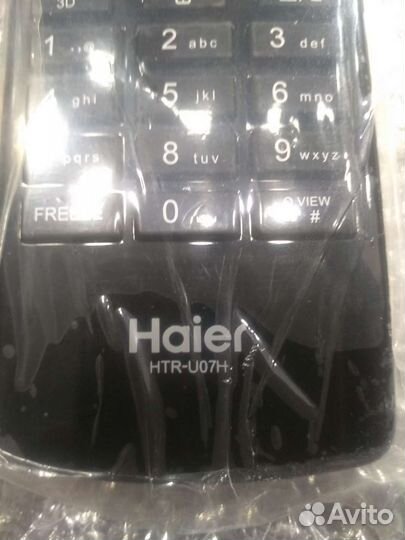 3D
1 .,@ 2 abc 3 def
ghi 5 jkl 6 mno
pqrs 8 tuv 9 wxyz
FREEZE 0 VIEW
#
Haier
HTR-U07H
Avito